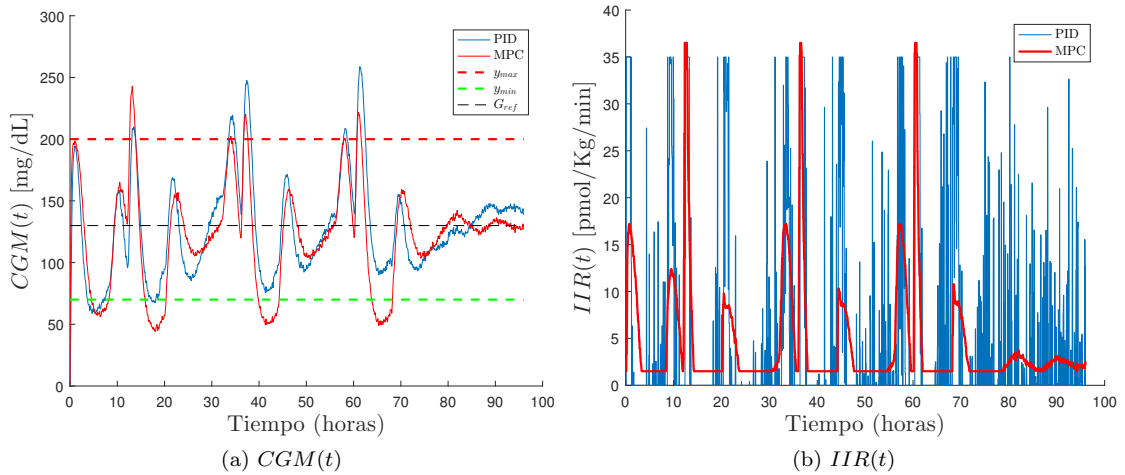 300
250
200
150
100
50
0
CGM(t) [mg/dL]
PID
MPC
y_max
y_min
G_ref
0 10 20 30 40 50 60 70 80 90 100
Tiempo (horas)
(a) CGM(t)
40
35
30
25
20
15
10
5
0
IIR(t) [pmol/Kg/min]
PID
MPC
0 10 20 30 40 50 60 70 80 90 100
Tiempo (horas)
(b) IIR(t)